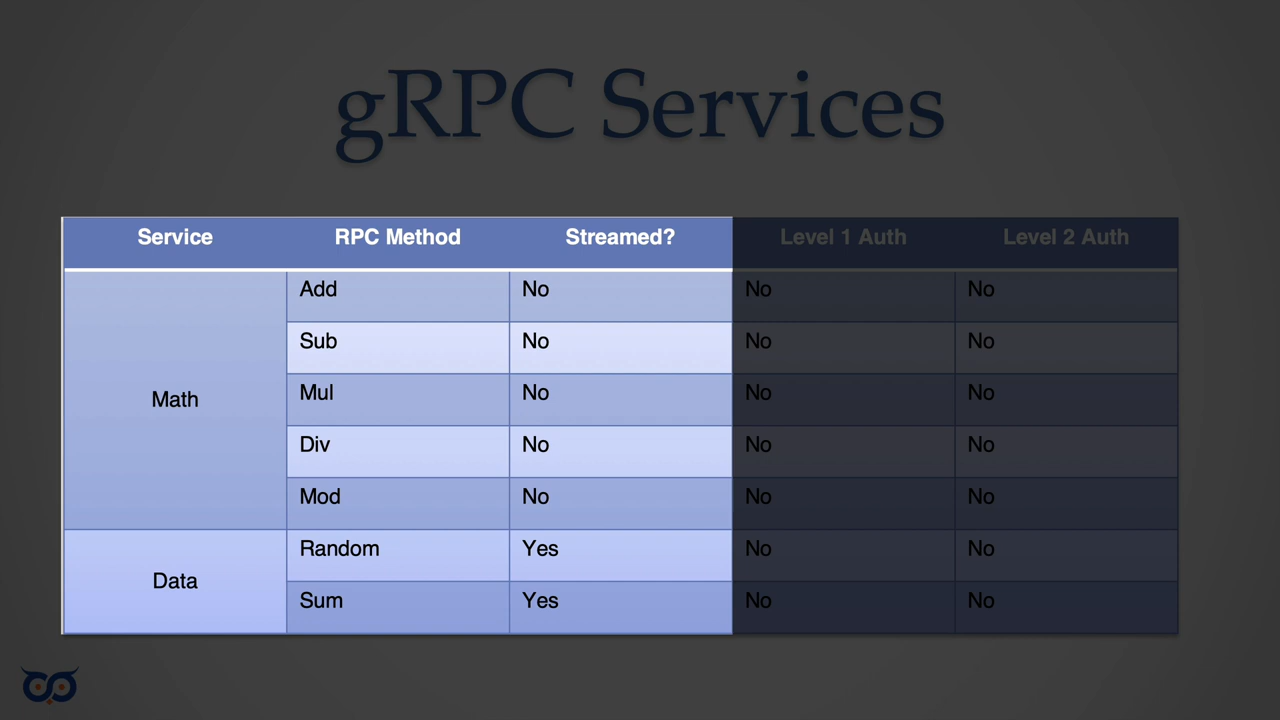 gRPC Services
Service RPC Method Streamed? Level 1 Auth Level 2 Auth
Math
Add No No No
Sub No No No
Mul No No No
Div No No No
Mod No No No
Data
Random Yes No No
Sum Yes No No